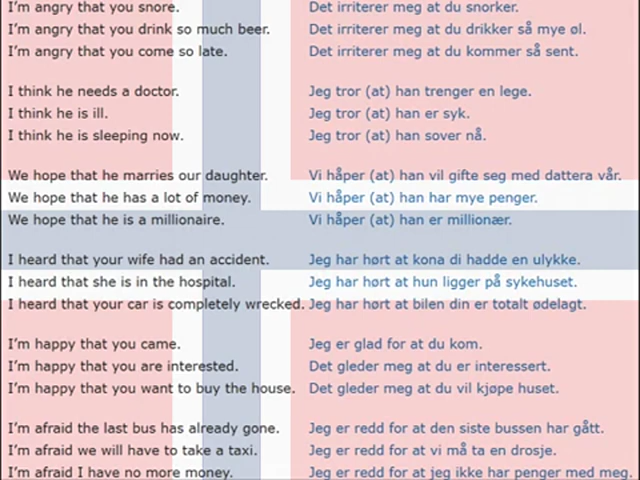 I'm angry that you snore. Det irriterer meg at du snorker.
I'm angry that you drink so much beer. Det irriterer meg at du drikker så mye øl.
I'm angry that you come so late. Det irriterer meg at du kommer så sent.
I think he needs a doctor. Jeg tror (at) han trenger en lege.
I think he is ill. Jeg tror (at) han er syk.
I think he is sleeping now. Jeg tror (at) han sover nå.
We hope that he marries our daughter. Vi håper (at) han vil gifte seg med dattera vår.
We hope that he has a lot of money. Vi håper (at) han har mye penger.
We hope that he is a millionaire. Vi håper (at) han er millionær.
I heard that your wife had an accident. Jeg har hørt at kona di hadde en ulykke.
I heard that she is in the hospital. Jeg har hørt at hun ligger på sykehuset.
I heard that your car is completely wrecked. Jeg har hørt at bilen din er totalt ødelagt.
I'm happy that you came. Jeg er glad for at du kom.
I'm happy that you are interested. Det gleder meg at du er interessert.
I'm happy that you want to buy the house. Det gleder meg at du vil kjøpe huset.
I'm afraid the last bus has already gone. Jeg er redd for at den siste bussen har gått.
I'm afraid we will have to take a taxi. Jeg er redd for at vi må ta en drosje.
I'm afraid I have no more money. Jeg er redd for at jeg ikke har penger med meg.